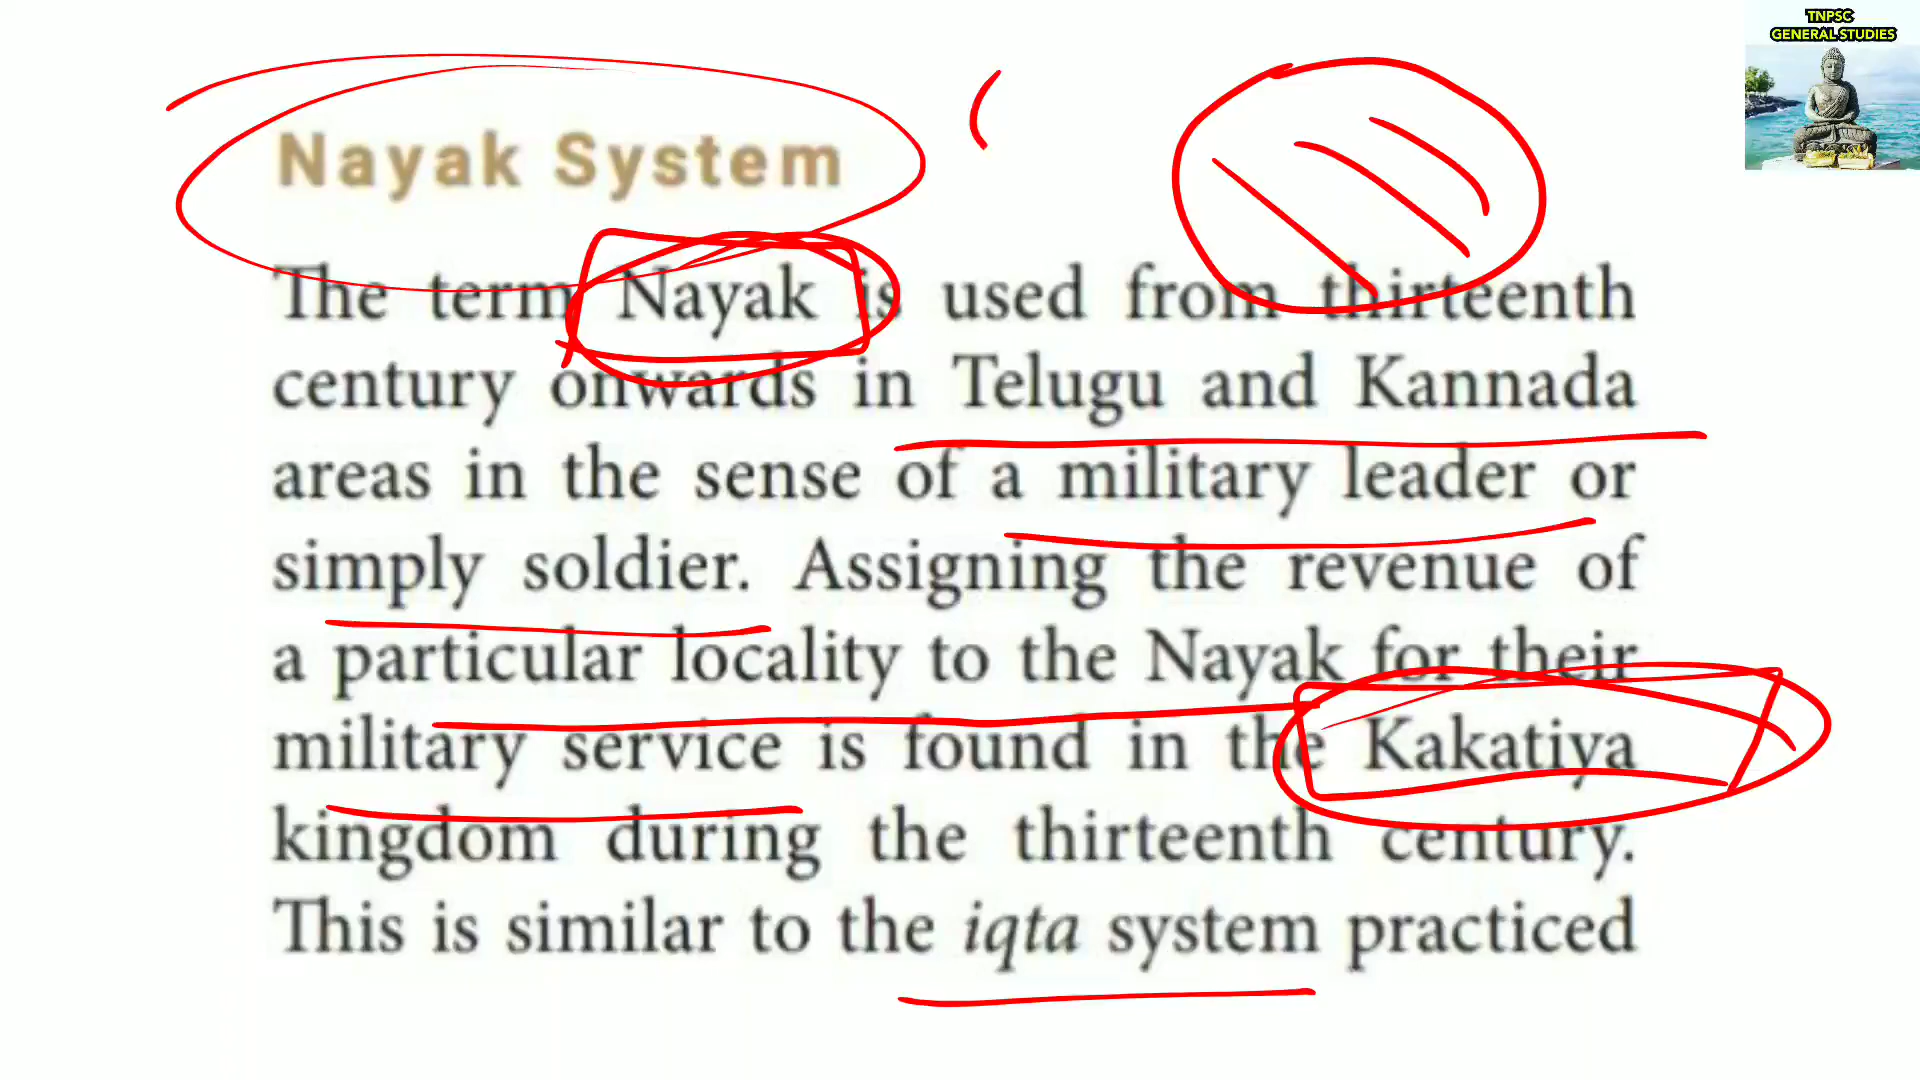 TNPSC
GENERAL STUDIES
Nayak System
The term Nayak is used from thirteenth
century onwards in Telugu and Kannada
areas in the sense of a military leader or
simply soldier. Assigning the revenue of
a particular locality to the Nayak for their
military service is found in the Kakatiya
kingdom during the thirteenth century.
This is similar to the iqta system practiced